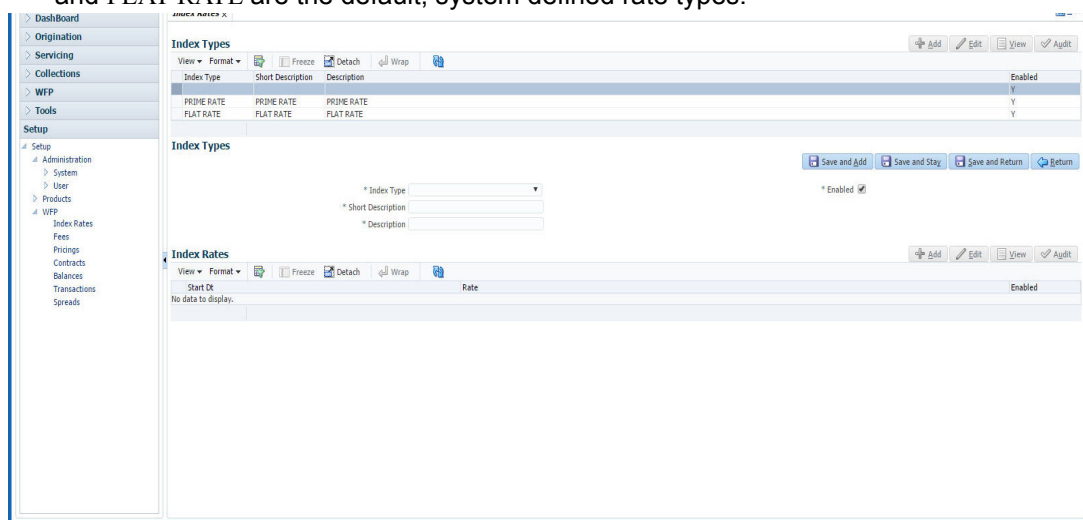 and FLAT RATE are the default, system defined rate types.
DashBoard
Index Rates x
Origination
Servicing
Collections
WFP
Tools
Setup
Setup
Administration
System
User
Products
WFP
Index Rates
Fees
Pricings
Contracts
Balances
Transactions
Spreads
Index Types
Add Edit View Audit
View Format Freeze Detach Wrap
Index Type Short Description Description Enabled
Y
PRIME RATE PRIME RATE PRIME RATE Y
FLAT RATE FLAT RATE FLAT RATE Y
Index Types
Save and Add Save and Stay Save and Return Return
* Index Type * Enabled
* Short Description
* Description
Index Rates
Add Edit View Audit
View Format Freeze Detach Wrap
Start Dt Rate Enabled
No data to display.